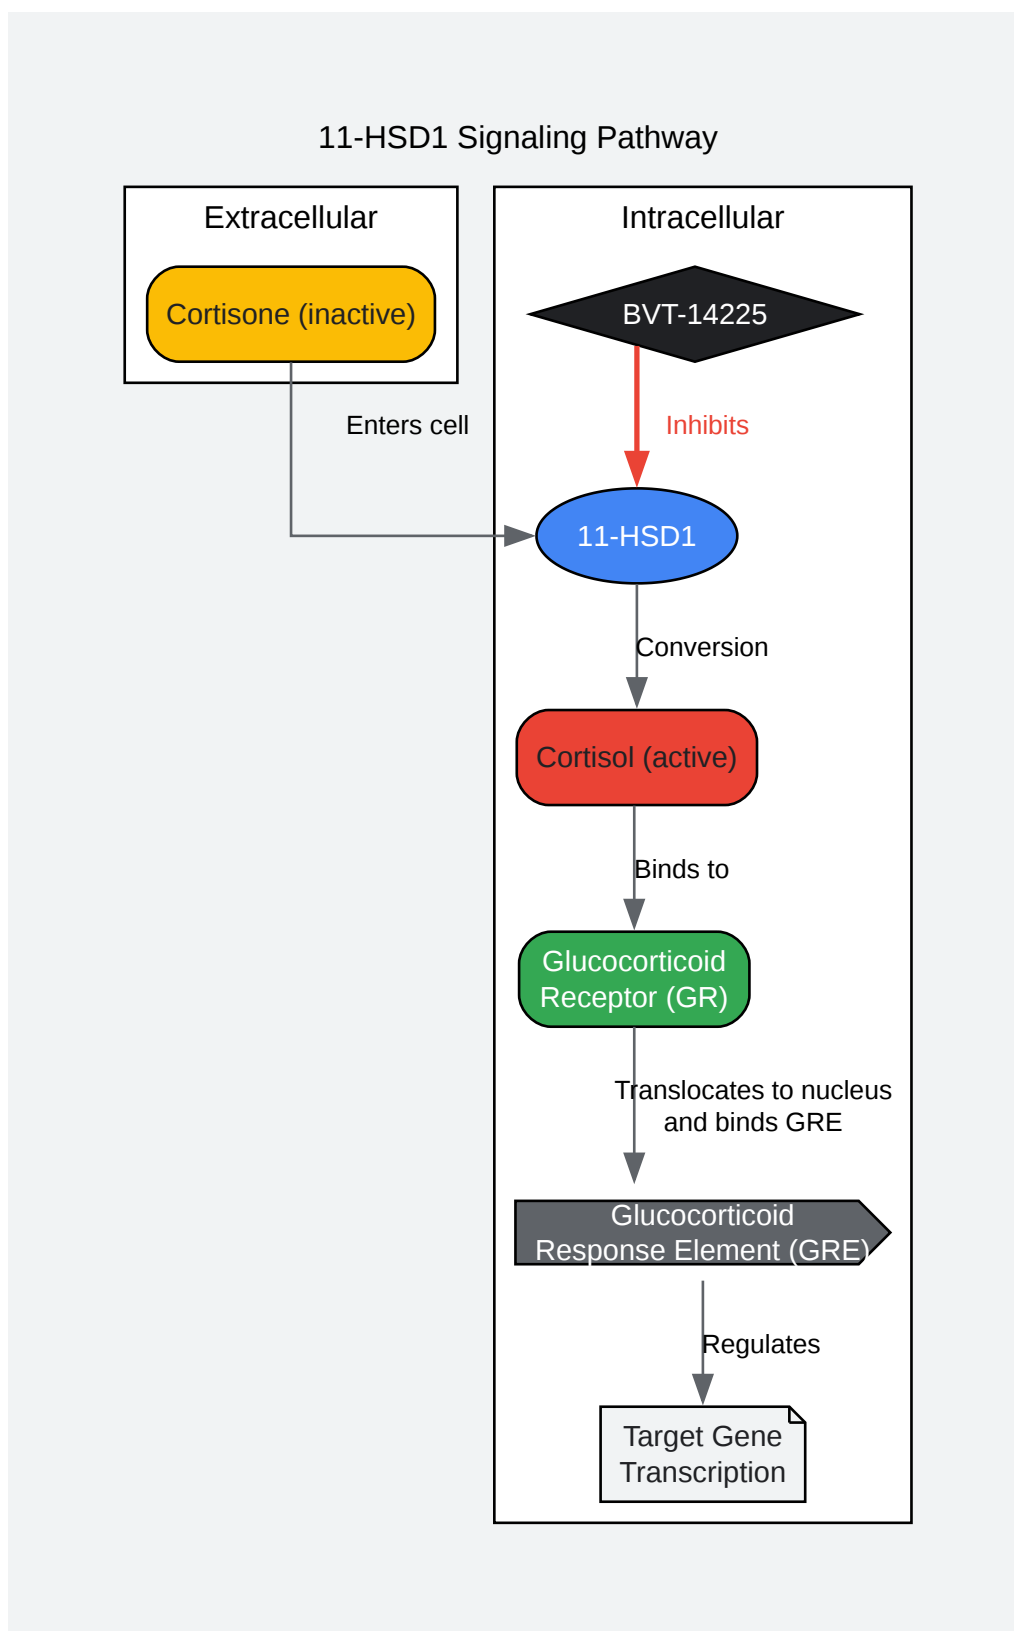 11-HSD1 Signaling Pathway
Extracellular
Intracellular
Cortisone (inactive)
BVT-14225
Enters cell
Inhibits
11-HSD1
Conversion
Cortisol (active)
Binds to
Glucocorticoid
Receptor (GR)
Translocates to nucleus
and binds GRE
Glucocorticoid
Response Element (GRE)
Regulates
Target Gene
Transcription